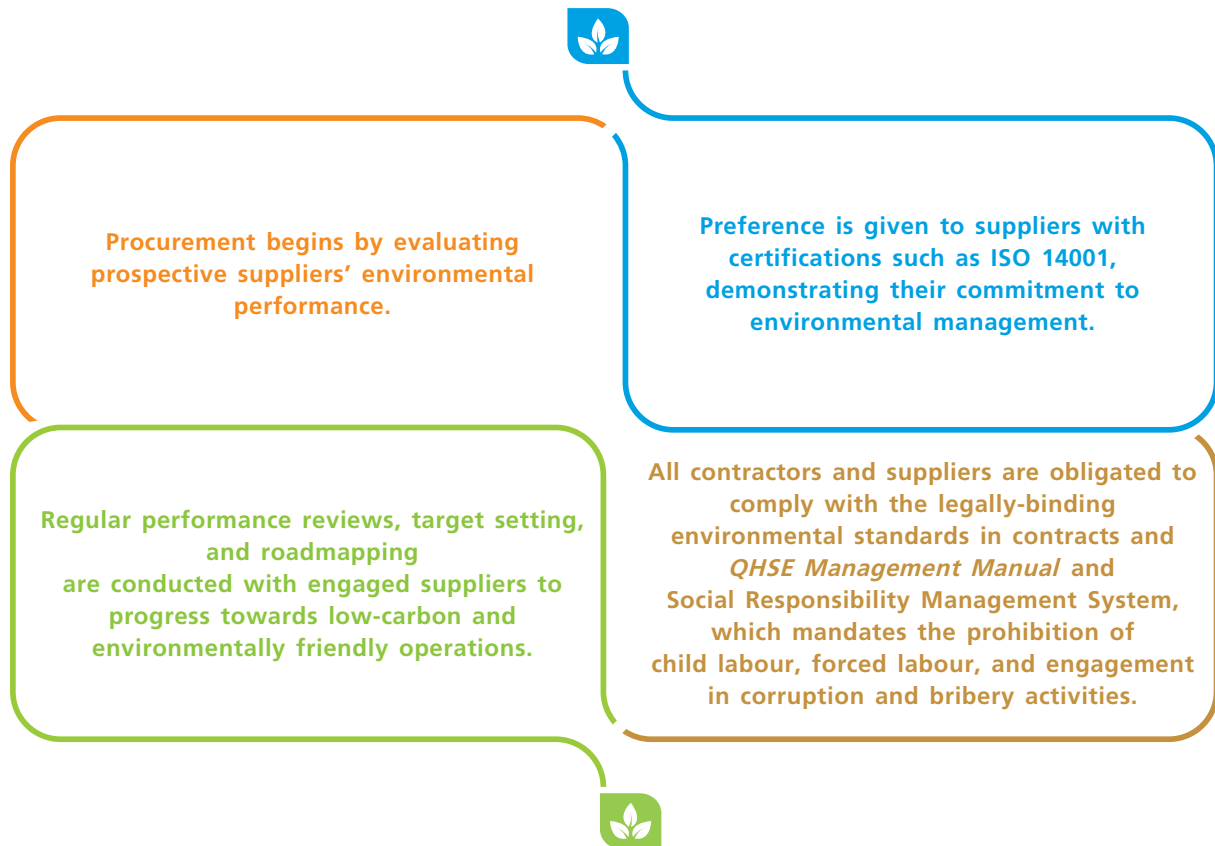 Procurement begins by evaluating
prospective suppliers’ environmental
performance.
Preference is given to suppliers with
certifications such as ISO 14001,
demonstrating their commitment to
environmental management.
Regular performance reviews, target setting,
and roadmapping
are conducted with engaged suppliers to
progress towards low-carbon and
environmentally friendly operations.
All contractors and suppliers are obligated to
comply with the legally-binding
environmental standards in contracts and
QHSE Management Manual and
Social Responsibility Management System,
which mandates the prohibition of
child labour, forced labour, and engagement
in corruption and bribery activities.